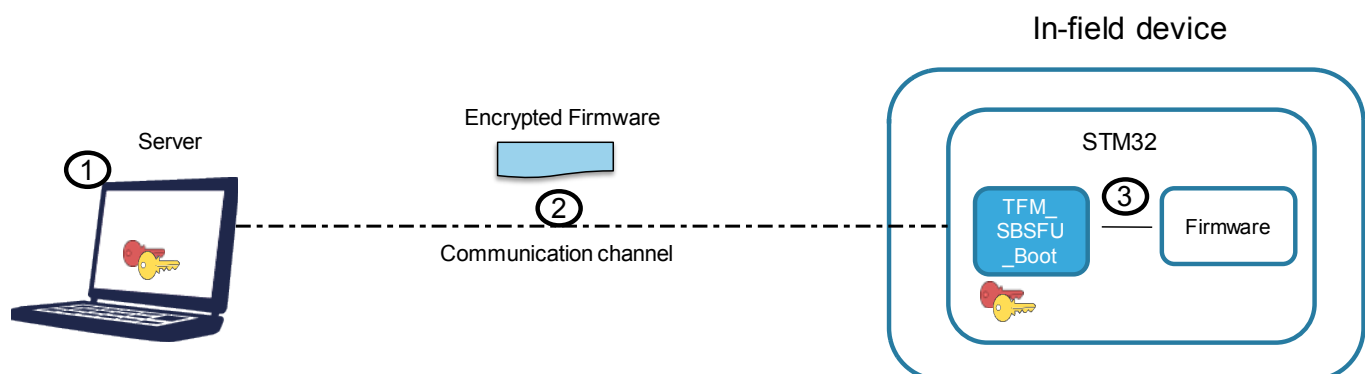 In-field device
Encrypted Firmware
Server
STM32
1
2
3
TFM_
SBSFU
_Boot
Firmware
Communication channel